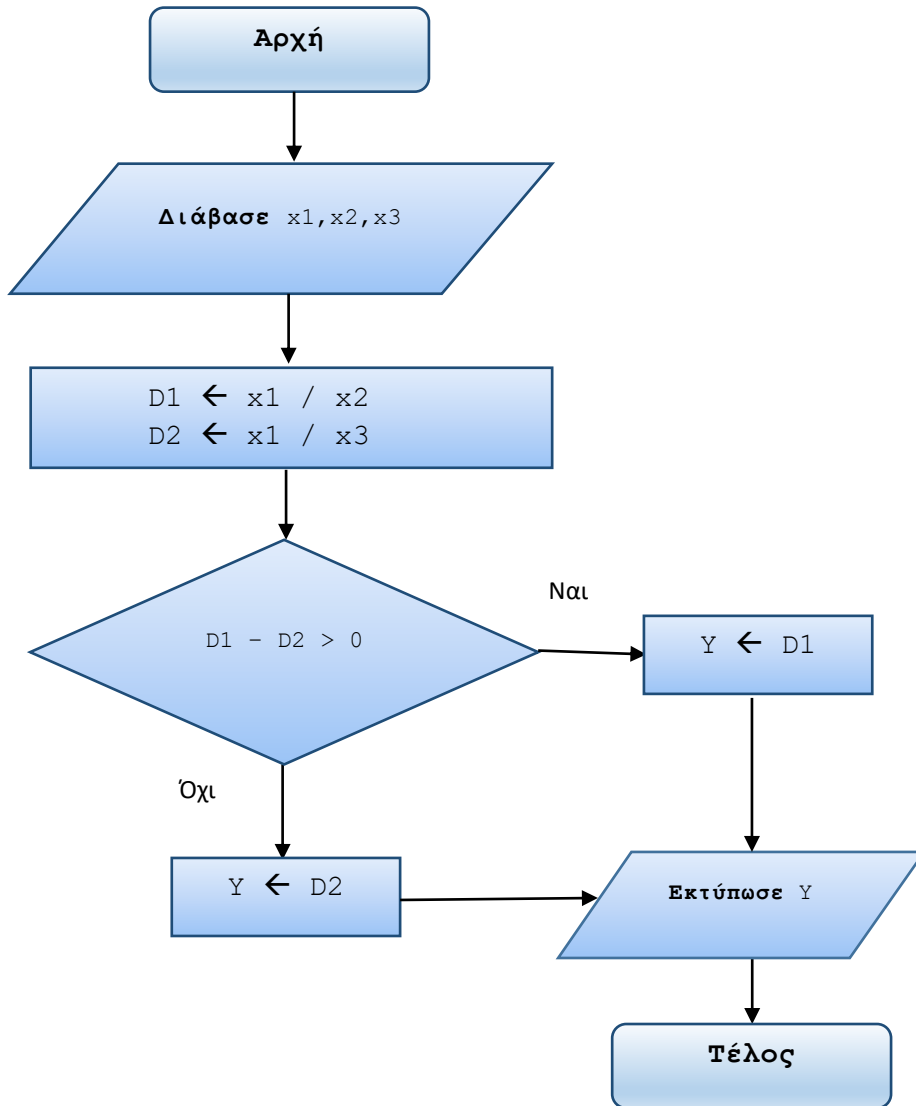 Αρχή
Διάβασε x1,x2,x3
D1 ← x1 / x2
D2 ← x1 / x3
D1 – D2 > 0
Ναι
Y ← D1
Όχι
Y ← D2
Εκτύπωσε Y
Τέλος